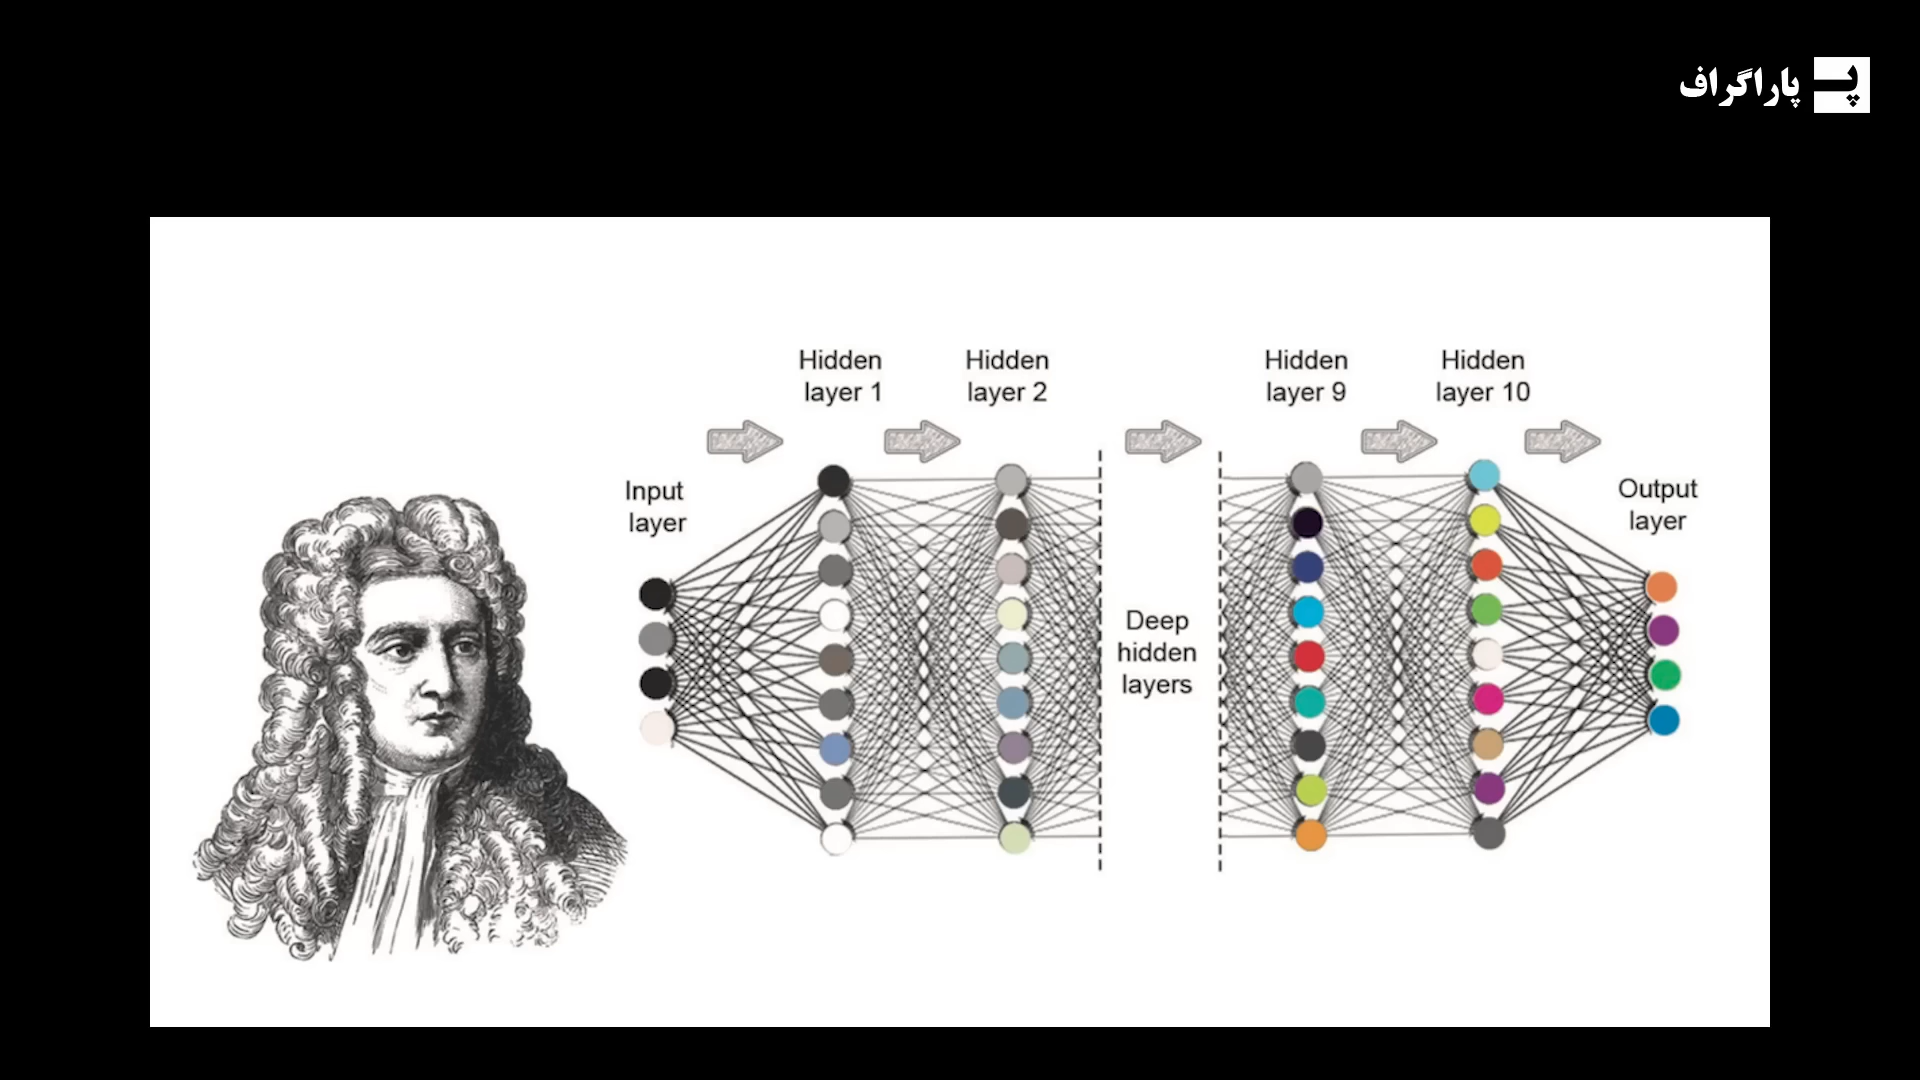 پاراگراف
Hidden
layer 1
Hidden
layer 2
Hidden
layer 9
Hidden
layer 10
Input
layer
Output
layer
Deep
hidden
layers